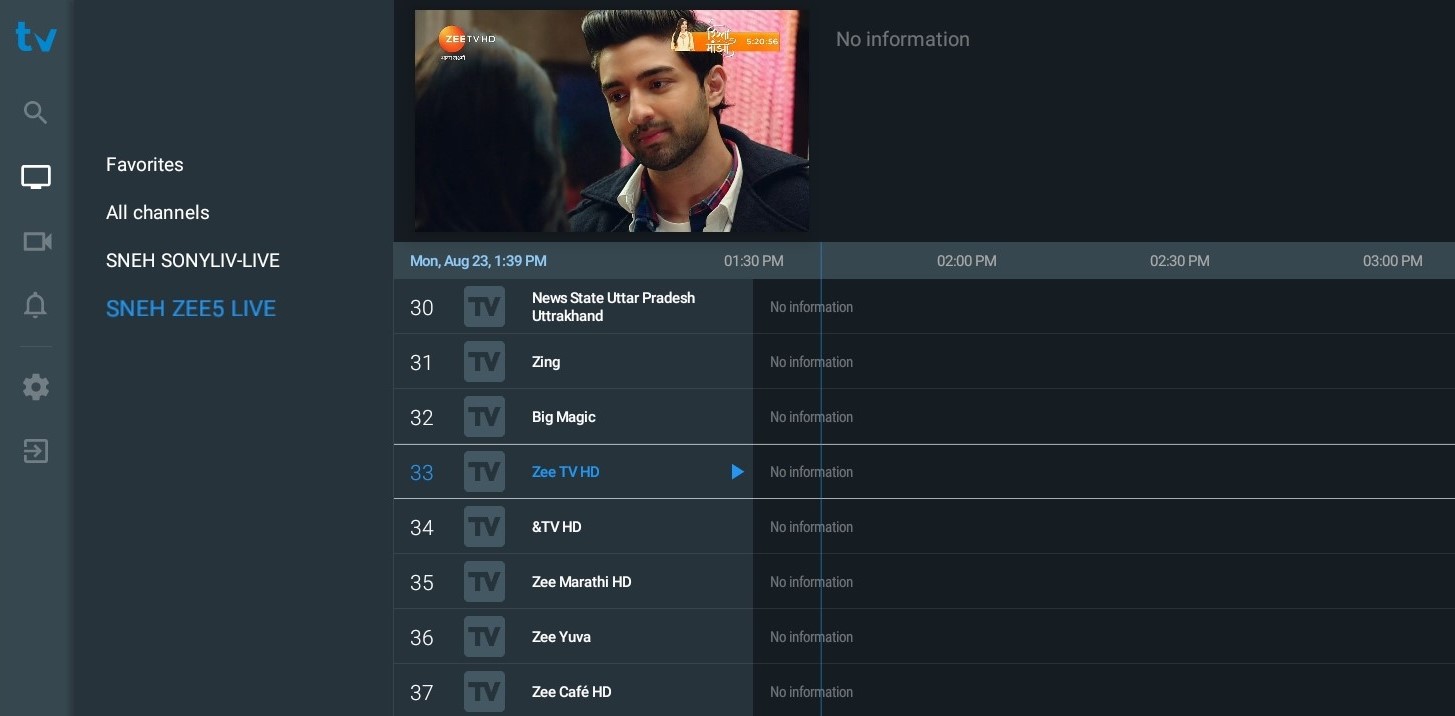 tv
Favorites
All channels
SNEH SONYLIV-LIVE
SNEH ZEE5 LIVE
ZEETVHD
5:20:56
No information
Mon, Aug 23, 1:39 PM
01:30 PM
02:00 PM
02:30 PM
03:00 PM
30
TV
News State Uttar Pradesh
Uttrakhand
No information
31
TV
Zing
No information
32
TV
Big Magic
No information
33
TV
Zee TV HD
No information
34
TV
&TV HD
No information
35
TV
Zee Marathi HD
No information
36
TV
Zee Yuva
No information
37
TV
Zee Café HD
No information